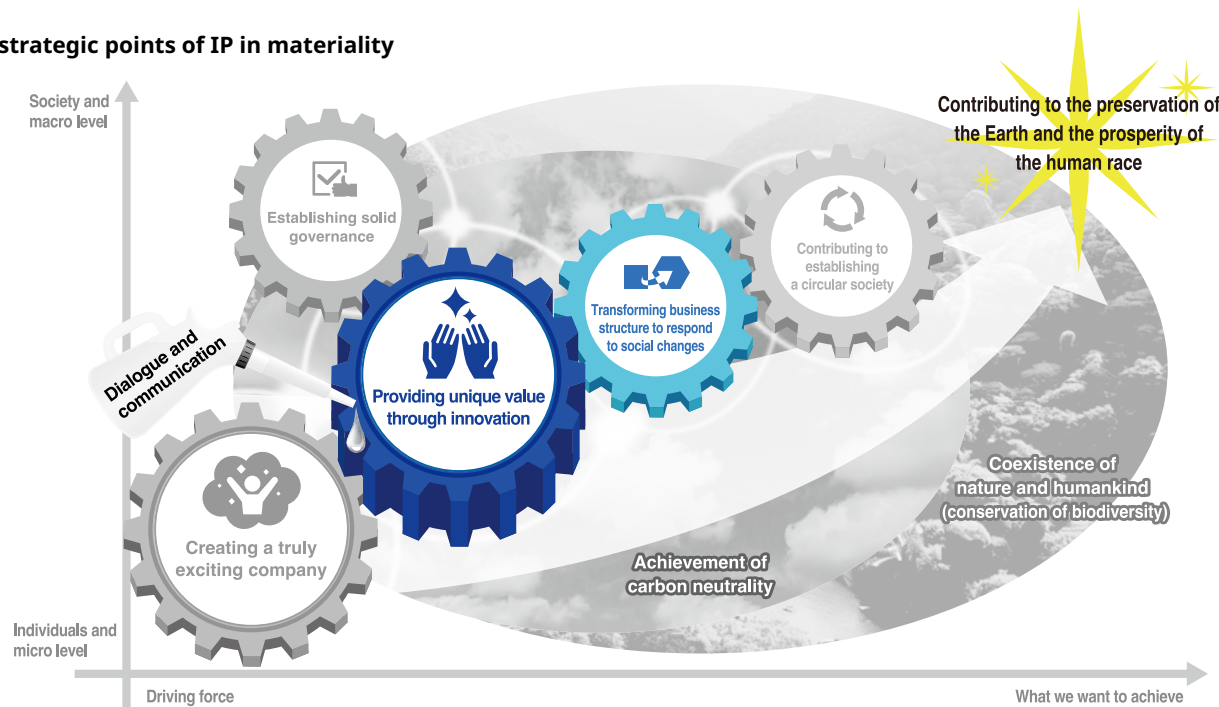 strategic points of IP in materiality
Society and
macro level
Contributing to the preservation of
the Earth and the prosperity of
the human race
Establishing solid
governance
Contributing to
establishing
a circular society
Transforming business
structure to respond
to social changes
Dialogue and
communication
Providing unique value
through innovation
Coexistence of
nature and humankind
(conservation of biodiversity)
Creating a truly
exciting company
Achievement of
carbon neutrality
Individuals and
micro level
Driving force
What we want to achieve